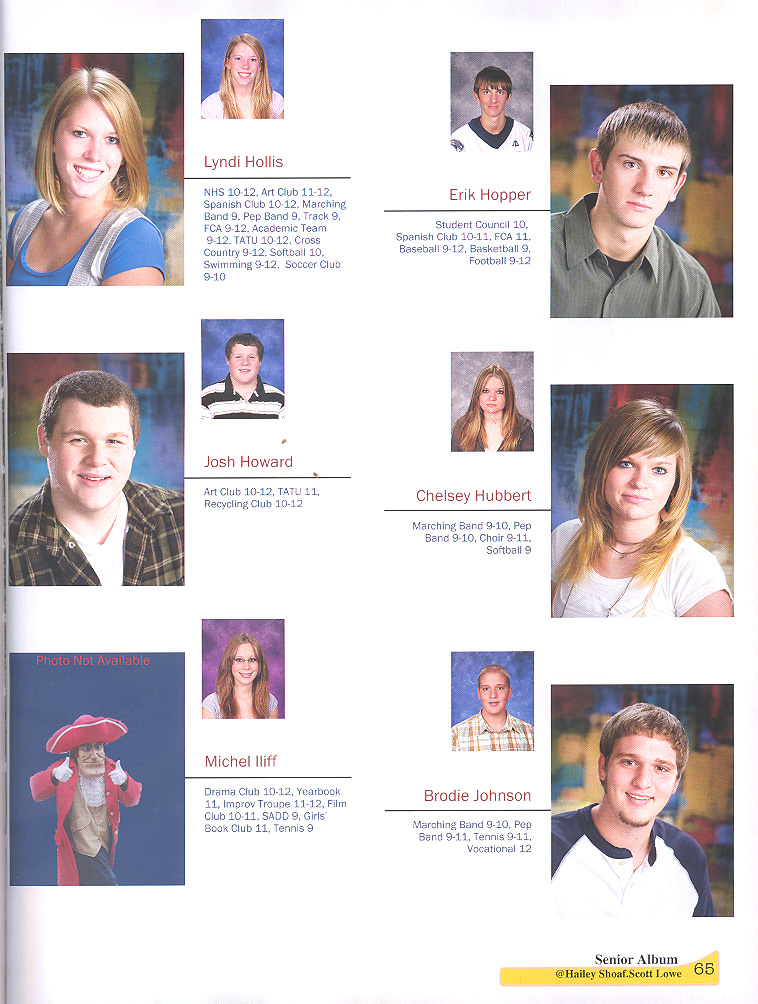 Lyndi Hollis
NHS 10-12, Art Club 11-12,
Spanish Club 10-12, Marching
Band 9, Pep Band 9, Track 9,
FCA 9-12, Academic Team
9-12, TATU 10-12, Cross
Country 9-12, Softball 10,
Swimming 9-12, Soccer Club
9-10
Erik Hopper
Student Council 10,
Spanish Club 10-11, FCA 11,
Baseball 9-12, Basketball 9,
Football 9-12
Josh Howard
Art Club 10-12, TATU 11,
Recycling Club 10-12
Chelsey Hubbert
Marching Band 9-10, Pep
Band 9-10, Choir 9-11,
Softball 9
Photo Not Available
Michel Iliff
Drama Club 10-12, Yearbook
11, Improv Troupe 11-12, Film
Club 10-11, SADD 9, Girls'
Book Club 11, Tennis 9
Brodie Johnson
Marching Band 9-10, Pep
Band 9-11, Tennis 9-11,
Vocational 12
Senior Album
@Hailey Shoaf.Scott Lowe 65